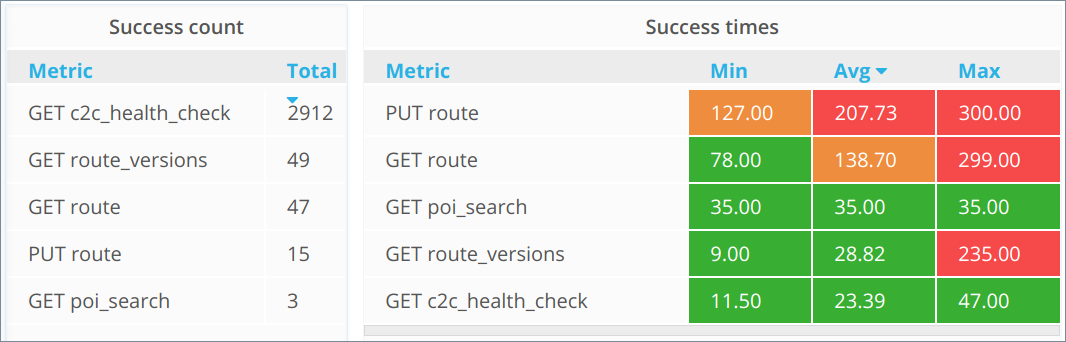 Success count
Metric Total
GET c2c_health_check 2912
GET route_versions 49
GET route 47
PUT route 15
GET poi_search 3
Success times
Metric Min Avg Max
PUT route 127.00 207.73 300.00
GET route 78.00 138.70 299.00
GET poi_search 35.00 35.00 35.00
GET route_versions 9.00 28.82 235.00
GET c2c_health_check 11.50 23.39 47.00